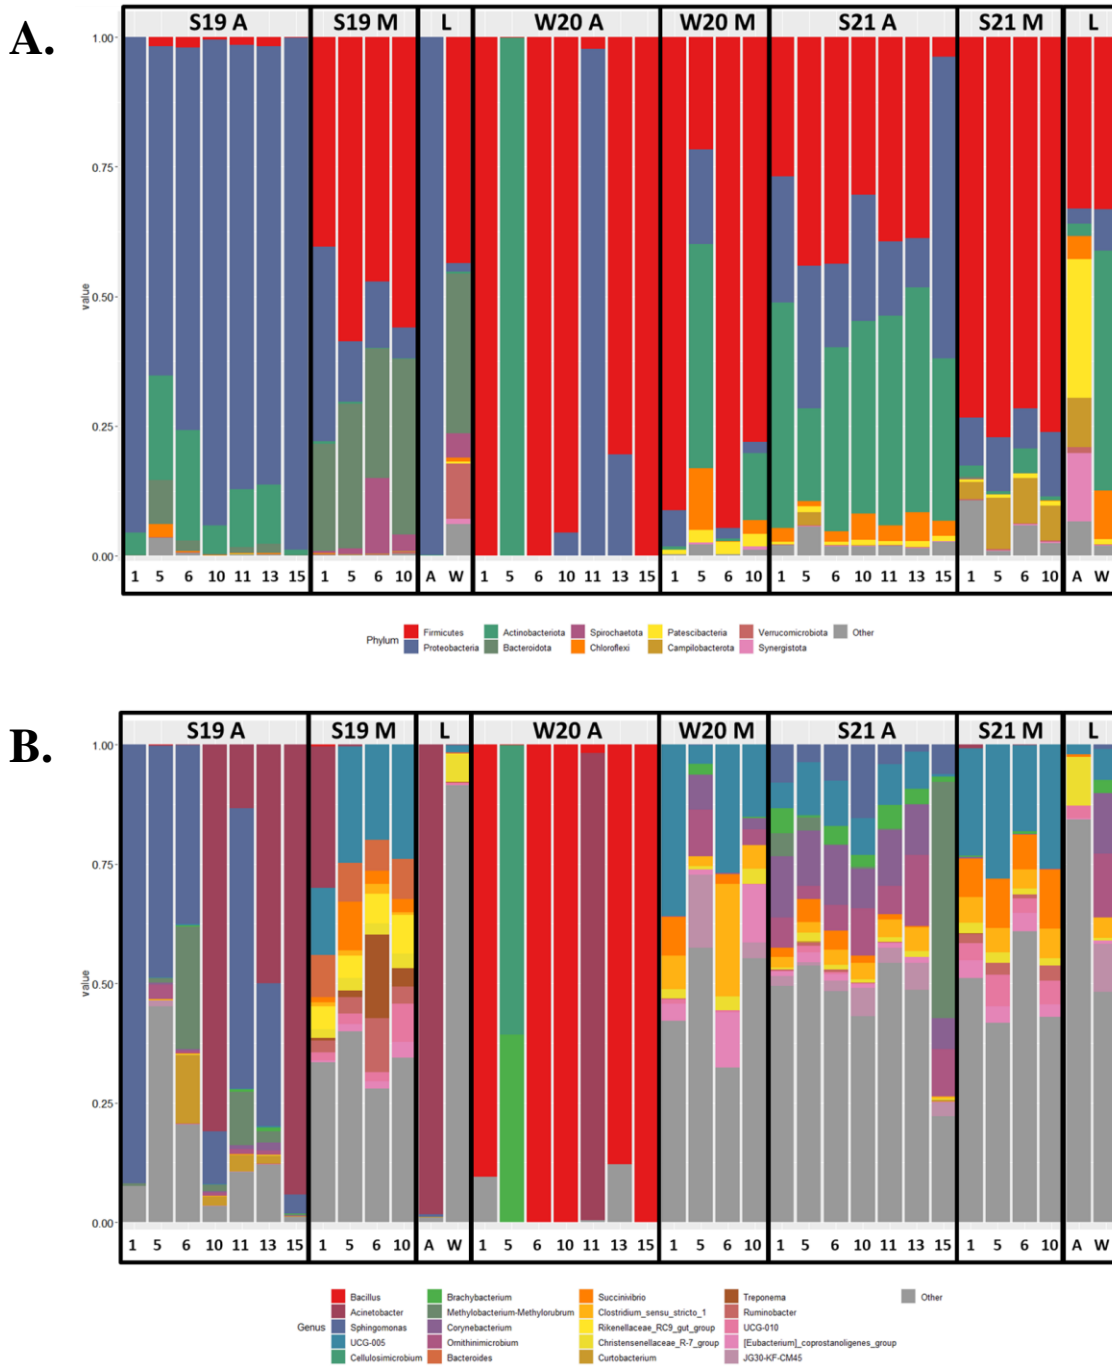 A.
S19 A S19 M L W20 A W20 M S21 A S21 M L
1.00
0.75
value
0.50
0.25
0.00
1 5 6 10 11 13 15 1 5 6 10 A W 1 5 6 10 11 13 15 1 5 6 10 1 5 6 10 11 13 15 1 5 6 10 A W
Phylum Firmicutes Actinobacteriota Spirochaetota Patescibacteria Verrucomicrobiota Other
Proteobacteria Bacteroidota Chloroflexi Campilobacterota Synergistota
B.
S19 A S19 M L W20 A W20 M S21 A S21 M L
1.00
0.75
value
0.50
0.25
0.00
1 5 6 10 11 13 15 1 5 6 10 A W 1 5 6 10 11 13 15 1 5 6 10 1 5 6 10 11 13 15 1 5 6 10 A W
Bacillus Brachybacterium Succinivibrio Treponema Other
Acinetobacter Methylobacterium-Methylorubrum Clostridium_sensu_stricto_1 Ruminobacter
Genus Sphingomonas Corynebacterium Rikenellaceae_RC9_gut_group UCG-010
UCG-005 Ornithinimicrobium Christensenellaceae_R-7_group [Eubacterium]_coprostanoligenes_group
Cellulosimicrobium Bacteroides Curtobacterium JG30-KF-CM45